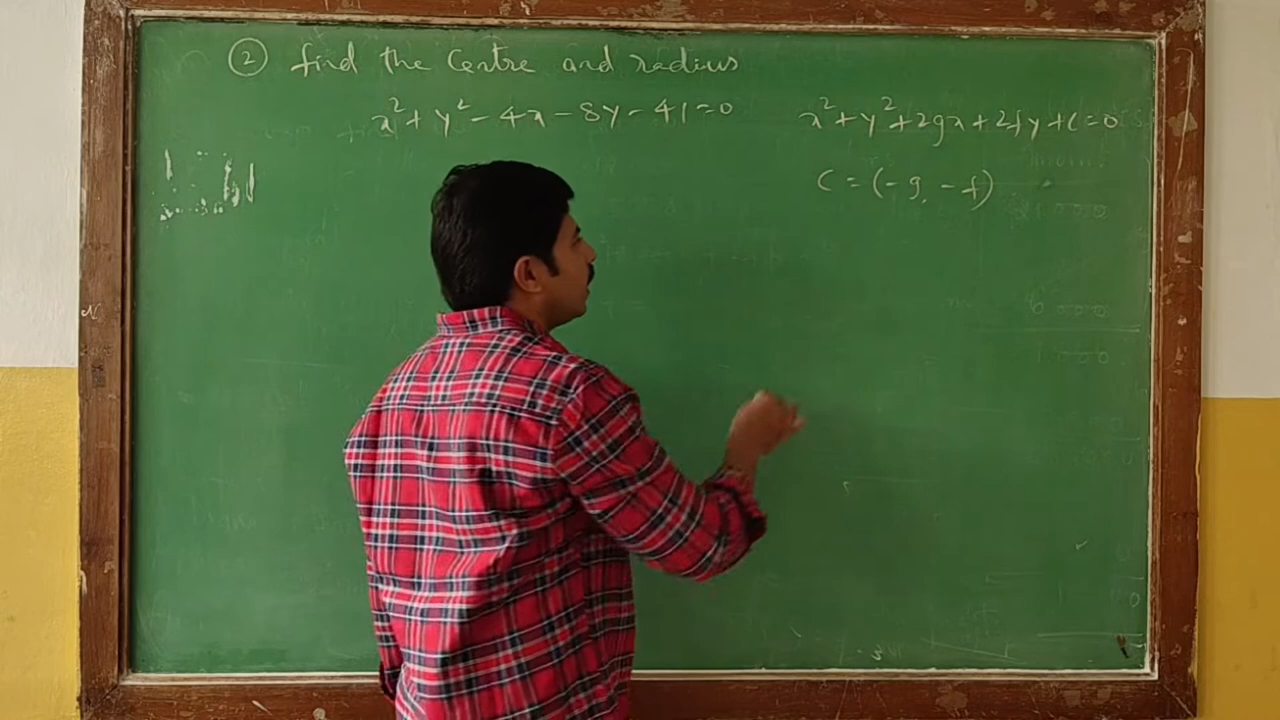 ② find the Centre and radius
x²+y²-4x-8y-41=0
x²+y²+2gx+2fy+c=0
C=(-g,-f)